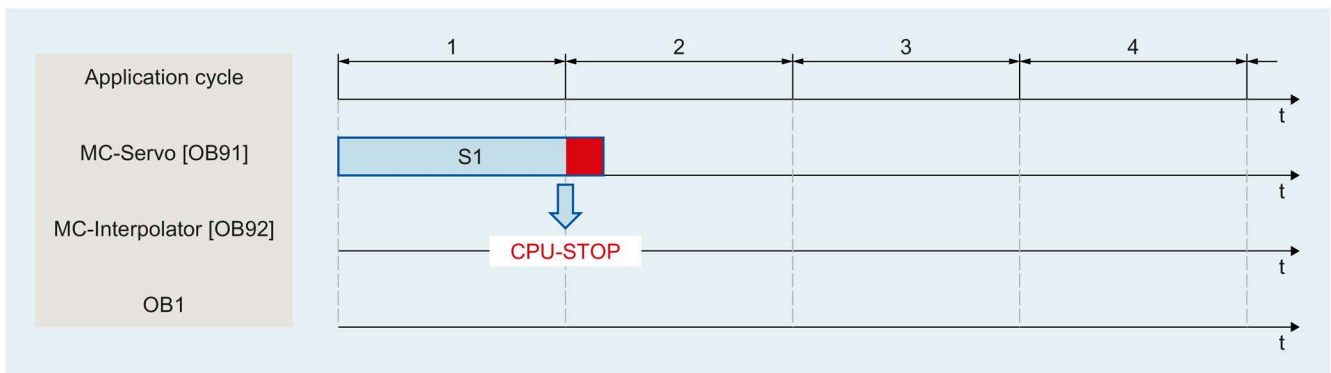 1 2 3 4
Application cycle
t
MC-Servo [OB91]
S1
t
MC-Interpolator [OB92]
CPU-STOP
t
OB1
t